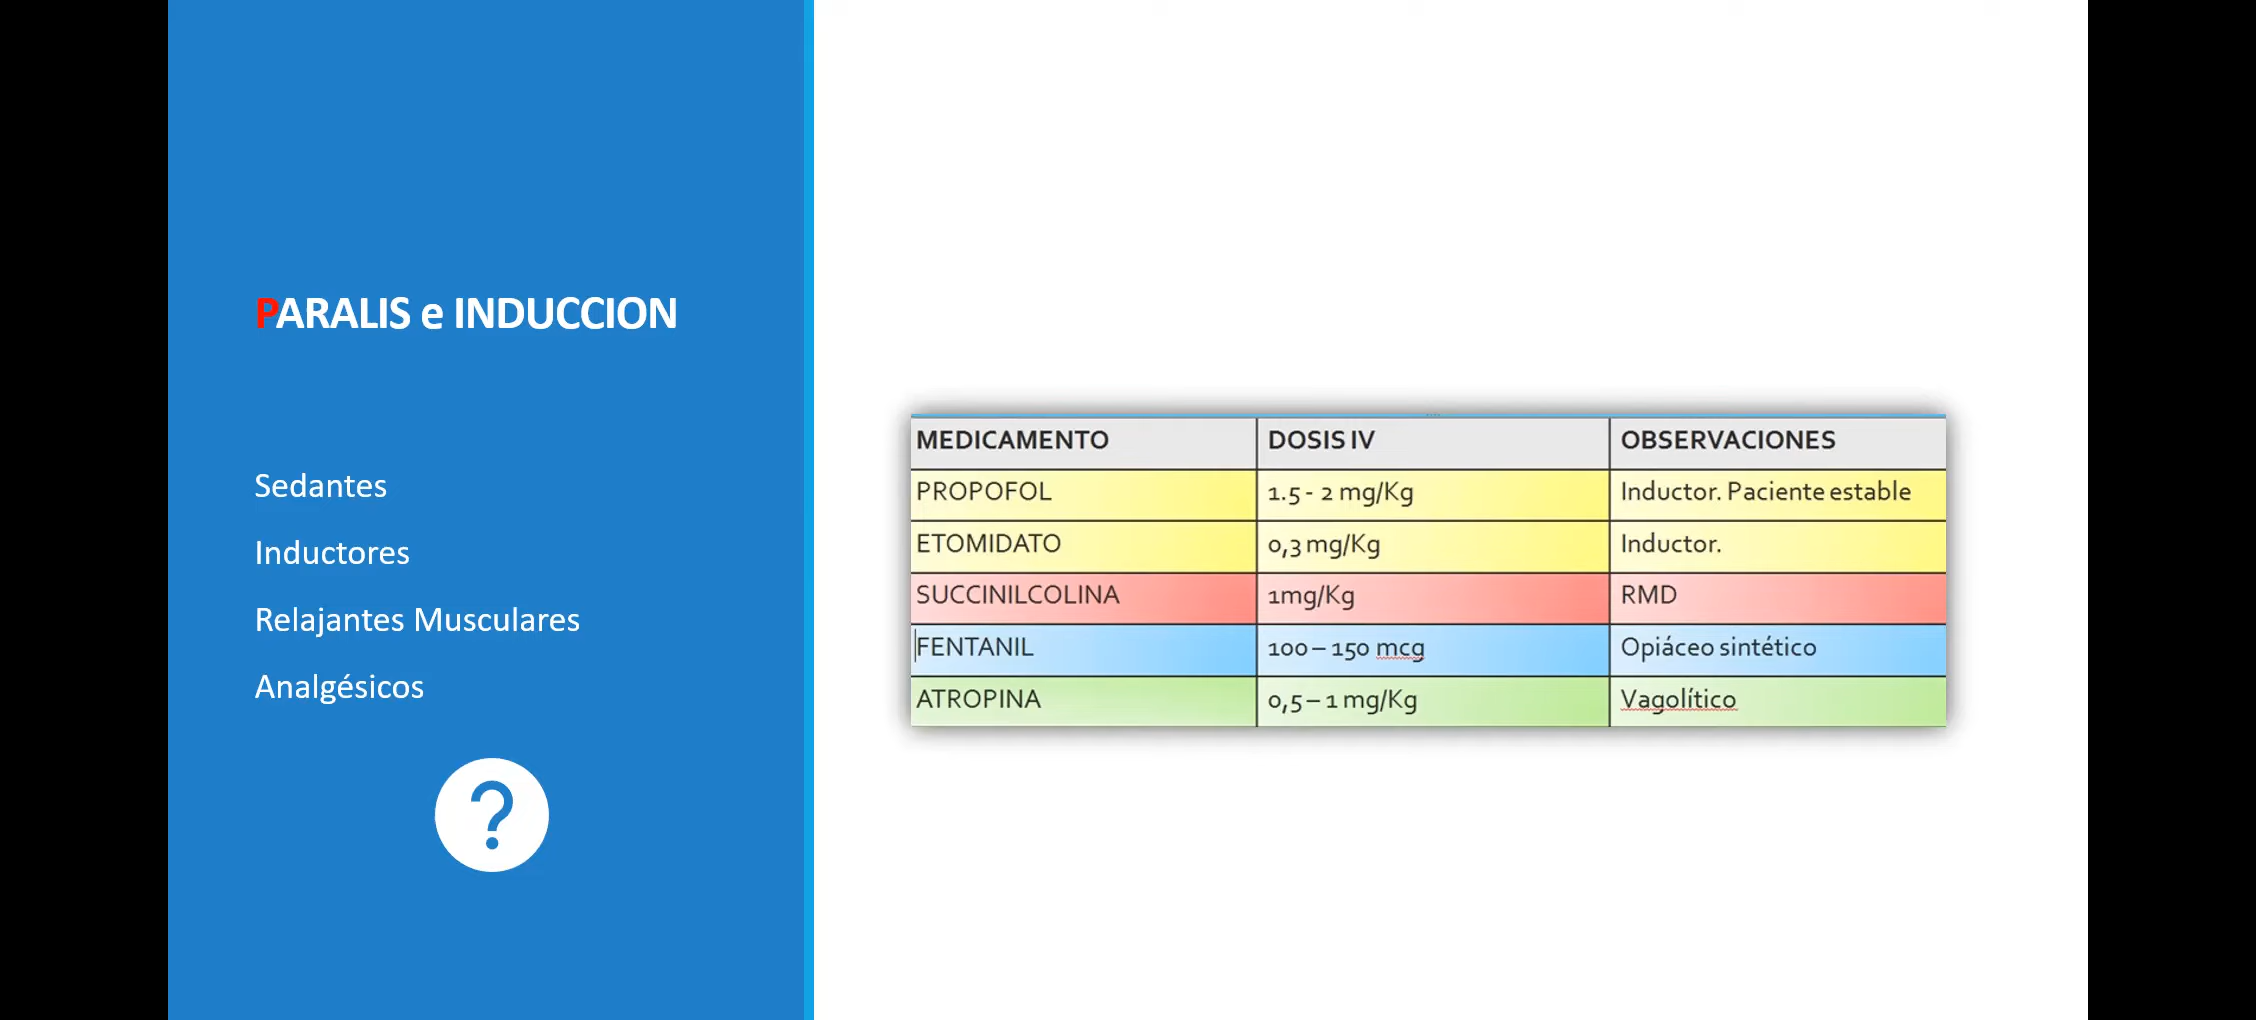 PARALIS e INDUCCION
Sedantes
Inductores
Relajantes Musculares
Analgésicos
?
MEDICAMENTO DOSIS IV OBSERVACIONES
PROPOFOL 1.5 - 2 mg/Kg Inductor. Paciente estable
ETOMIDATO 0,3 mg/Kg Inductor.
SUCCINILCOLINA 1mg/Kg RMD
FENTANIL 100 – 150 mcg Opiáceo sintético
ATROPINA 0,5 – 1 mg/Kg Vagolítico